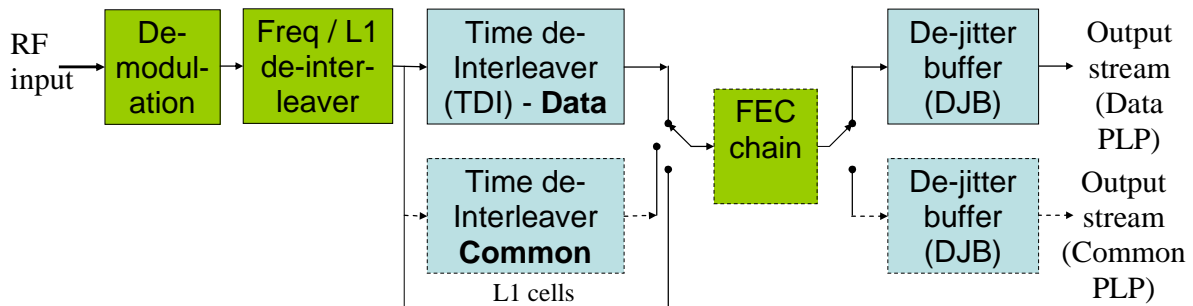 RF
input
De-
modul-
ation
Freq / L1
de-inter-
leaver
Time de-
Interleaver
(TDI) - Data
Time de-
Interleaver
Common
L1 cells
FEC
chain
De-jitter
buffer
(DJB)
Output
stream
(Data
PLP)
De-jitter
buffer
(DJB)
Output
stream
(Common
PLP)